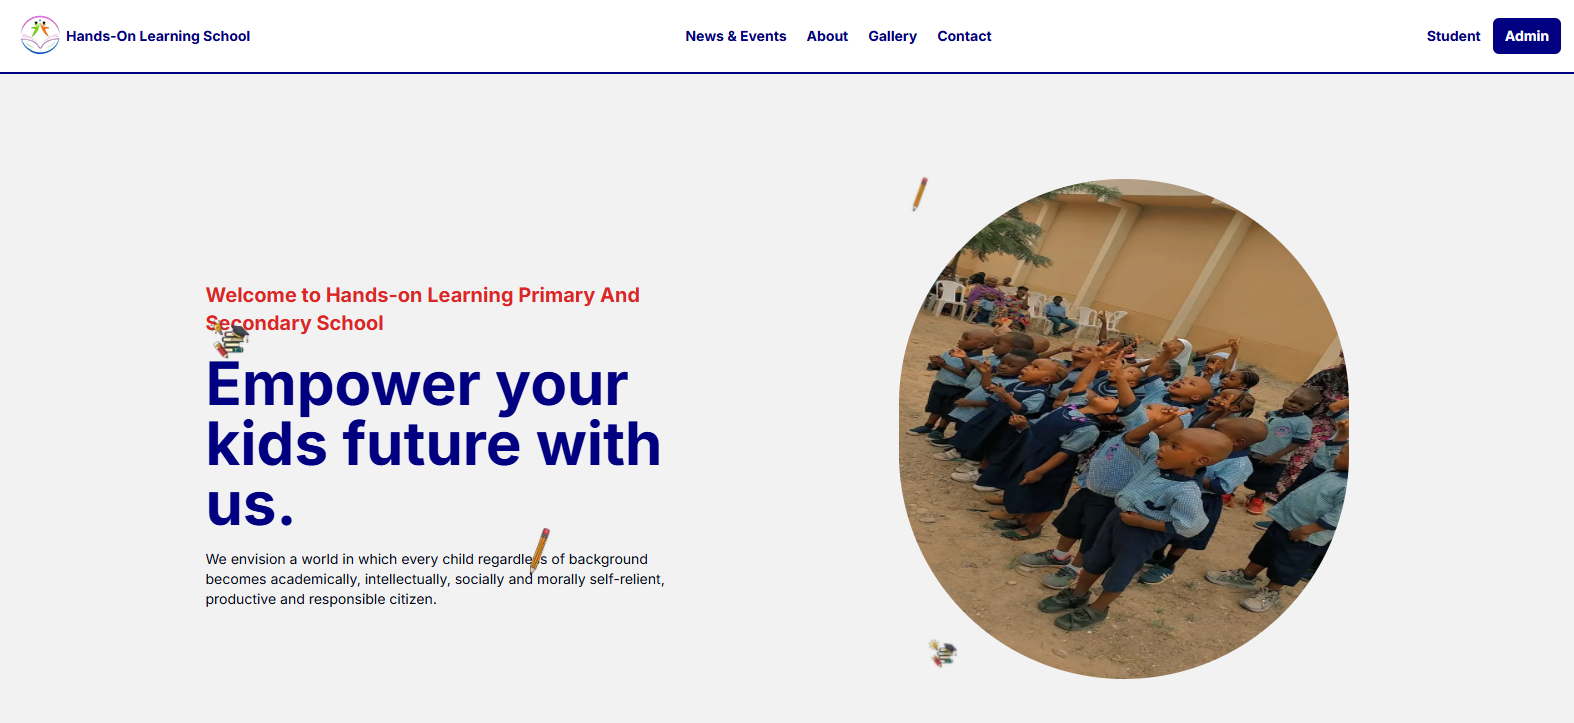 Hands-On Learning School
News & Events
About
Gallery
Contact
Student
Admin
Welcome to Hands-on Learning Primary And
Secondary School
Empower your
kids future with
us.
We envision a world in which every child regardless of background
becomes academically, intellectually, socially and morally self-relient,
productive and responsible citizen.